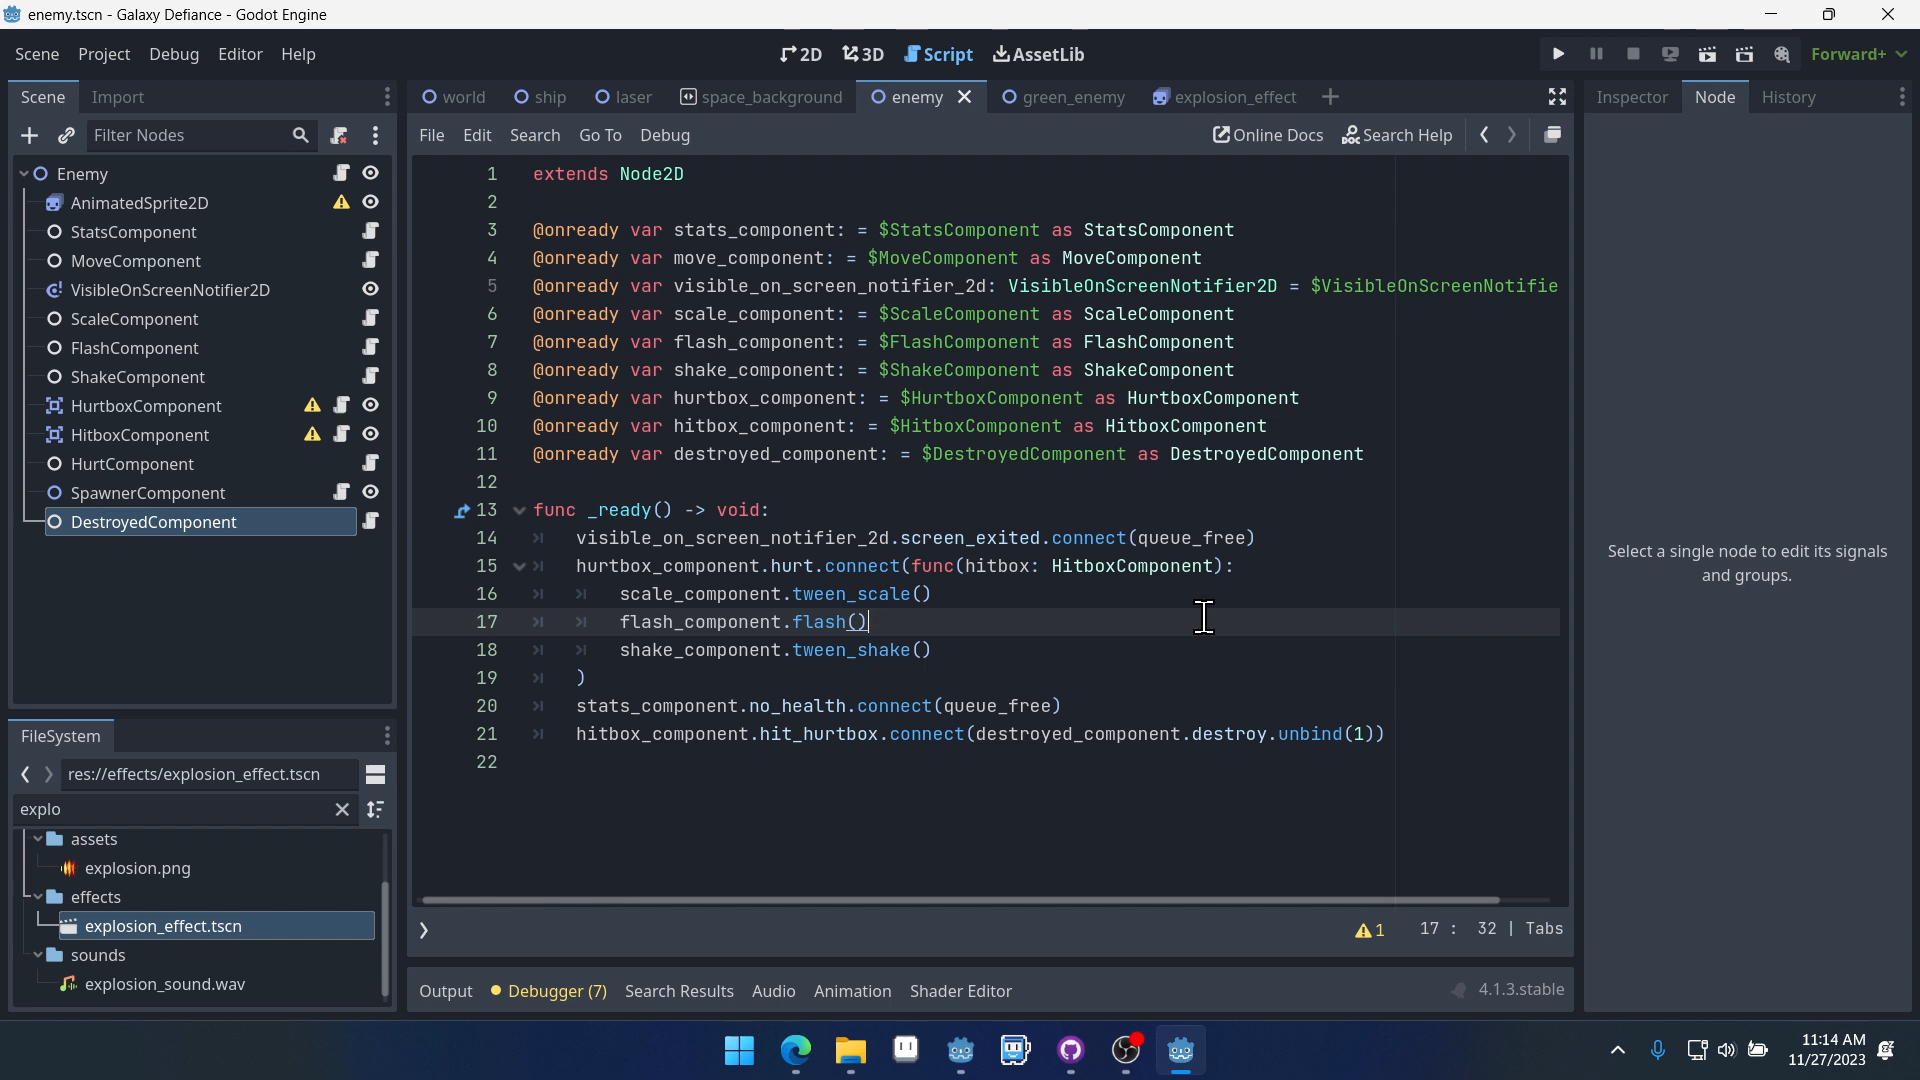 enemy.tscn - Galaxy Defiance - Godot Engine
Scene Project Debug Editor Help
2D 3D Script AssetLib
Forward+
Scene Import
Filter Nodes
Enemy
AnimatedSprite2D
StatsComponent
MoveComponent
VisibleOnScreenNotifier2D
ScaleComponent
FlashComponent
ShakeComponent
HurtboxComponent
HitboxComponent
HurtComponent
SpawnerComponent
DestroyedComponent
FileSystem
res://effects/explosion_effect.tscn
explo
assets
explosion.png
effects
explosion_effect.tscn
sounds
explosion_sound.wav
world ship laser space_background enemy green_enemy explosion_effect
File Edit Search Go To Debug
Online Docs Search Help
1 extends Node2D
2
3 @onready var stats_component: = $StatsComponent as StatsComponent
4 @onready var move_component: = $MoveComponent as MoveComponent
5 @onready var visible_on_screen_notifier_2d: VisibleOnScreenNotifier2D = $VisibleOnScreenNotifie
6 @onready var scale_component: = $ScaleComponent as ScaleComponent
7 @onready var flash_component: = $FlashComponent as FlashComponent
8 @onready var shake_component: = $ShakeComponent as ShakeComponent
9 @onready var hurtbox_component: = $HurtboxComponent as HurtboxComponent
10 @onready var hitbox_component: = $HitboxComponent as HitboxComponent
11 @onready var destroyed_component: = $DestroyedComponent as DestroyedComponent
12
13 func _ready() -> void:
14 visible_on_screen_notifier_2d.screen_exited.connect(queue_free)
15 hurtbox_component.hurt.connect(func(hitbox: HitboxComponent):
16 scale_component.tween_scale()
17 flash_component.flash()
18 shake_component.tween_shake()
19 )
20 stats_component.no_health.connect(queue_free)
21 hitbox_component.hit_hurtbox.connect(destroyed_component.destroy.unbind(1))
22
1 17 : 32 | Tabs
Output Debugger (7) Search Results Audio Animation Shader Editor
4.1.3.stable
Inspector Node History
Select a single node to edit its signals
and groups.
11:14 AM
11/27/2023